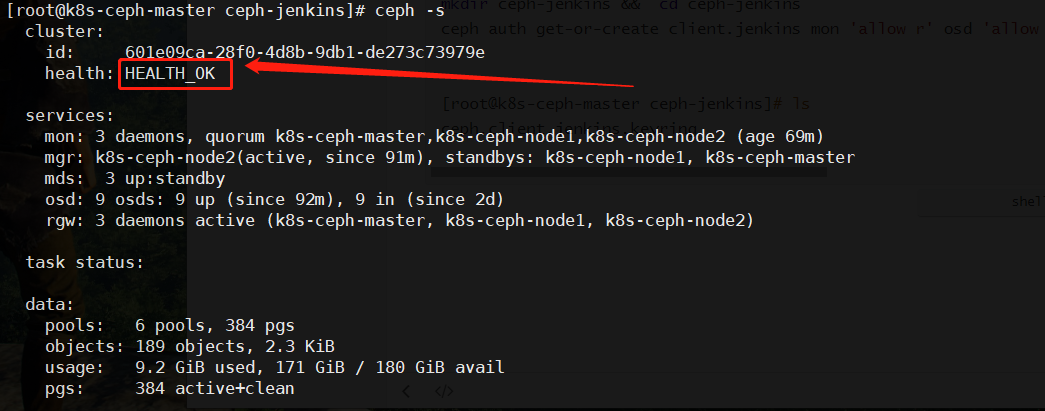 [root@k8s-ceph-master ceph-jenkins]# ceph -s
cluster:
id: 601e09ca-28f0-4d8b-9db1-de273c73979e
health: HEALTH_OK
services:
mon: 3 daemons, quorum k8s-ceph-master,k8s-ceph-node1,k8s-ceph-node2 (age 69m)
mgr: k8s-ceph-node2(active, since 91m), standbys: k8s-ceph-node1, k8s-ceph-master
mds: 3 up:standby
osd: 9 osds: 9 up (since 92m), 9 in (since 2d)
rgw: 3 daemons active (k8s-ceph-master, k8s-ceph-node1, k8s-ceph-node2)
task status:
data:
pools: 6 pools, 384 pgs
objects: 189 objects, 2.3 KiB
usage: 9.2 GiB used, 171 GiB / 180 GiB avail
pgs: 384 active+clean
mkdir ceph-jenkins && cd ceph-jenkins
ceph auth get-or-create client.jenkins mon 'allow r' osd 'allow
[root@k8s-ceph-master ceph-jenkins]# ls
ceph.client.jenkins.keyring
shel